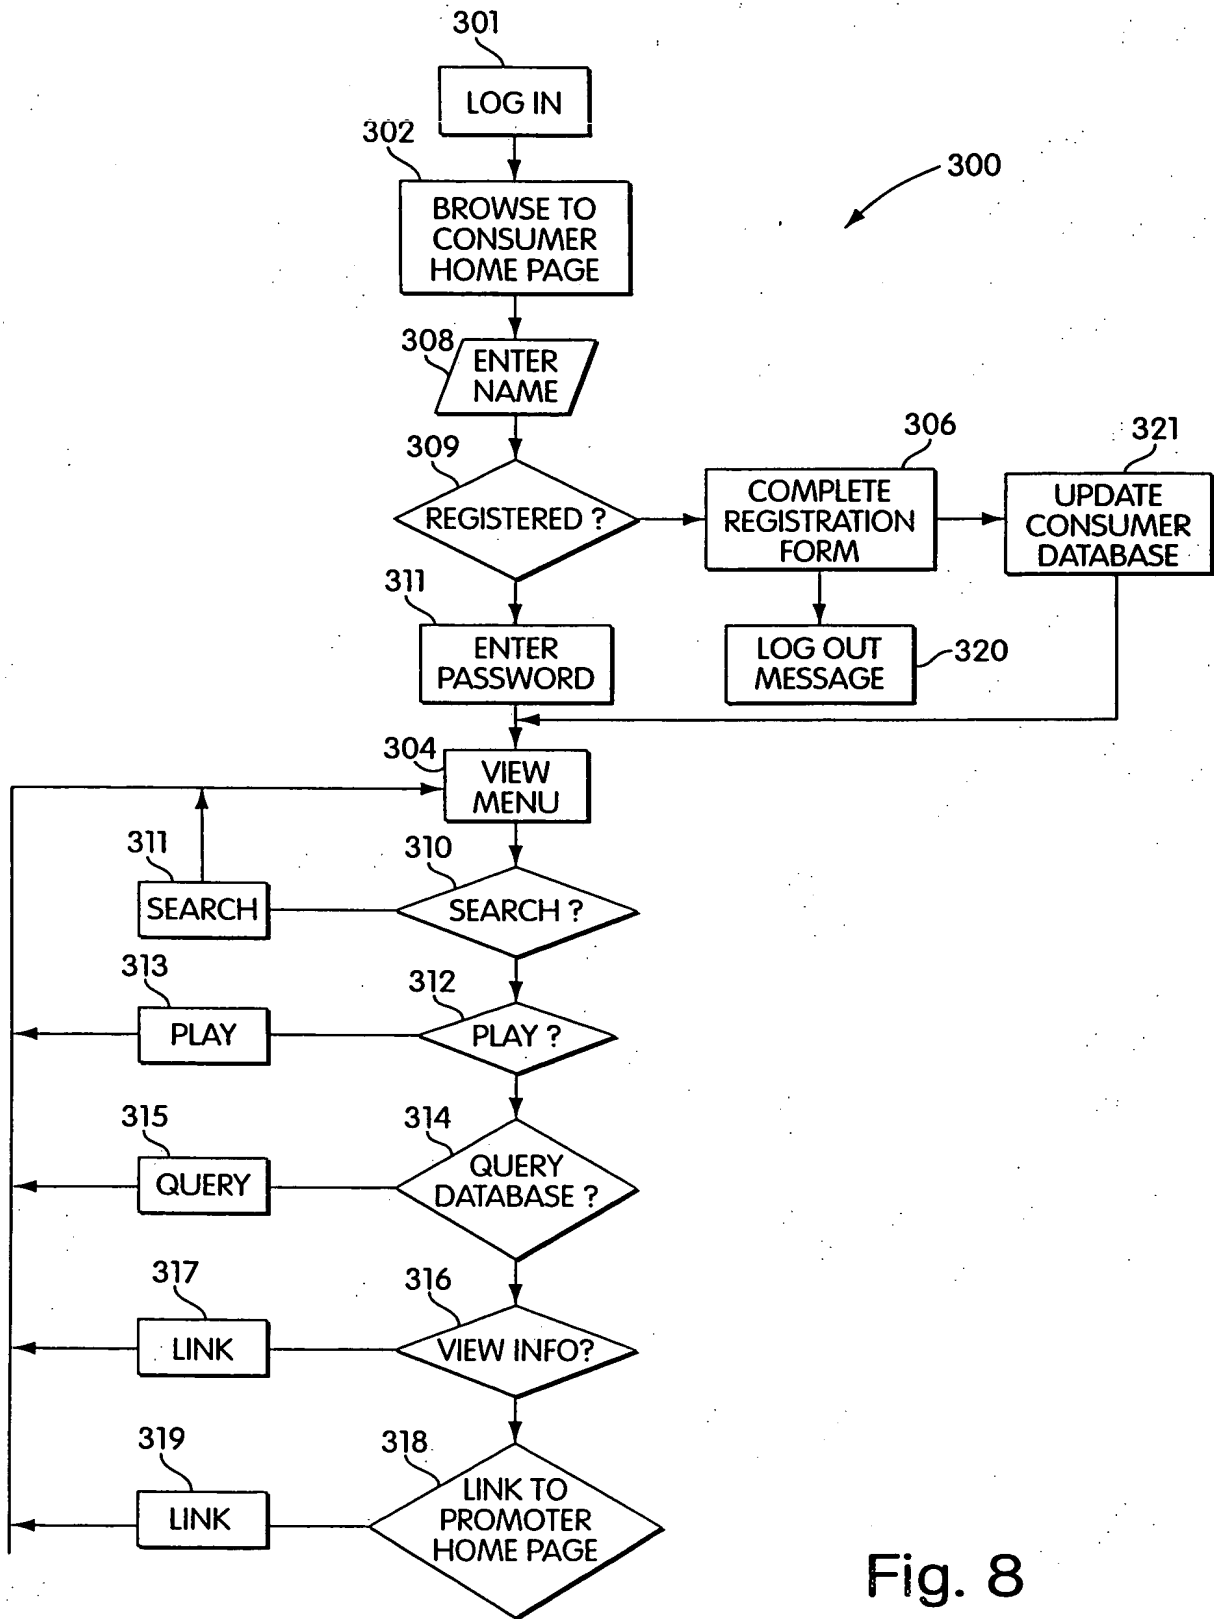 301
LOG IN
302
300
BROWSE TO
CONSUMER
HOME PAGE
308
ENTER
NAME
309
REGISTERED ?
306
COMPLETE
REGISTRATION
FORM
321
UPDATE
CONSUMER
DATABASE
311
ENTER
PASSWORD
LOG OUT
MESSAGE
320
304
VIEW
MENU
311
SEARCH
310
SEARCH ?
313
PLAY
312
PLAY ?
315
QUERY
314
QUERY
DATABASE ?
317
LINK
316
VIEW INFO?
319
LINK
318
LINK TO
PROMOTER
HOME PAGE
Fig. 8